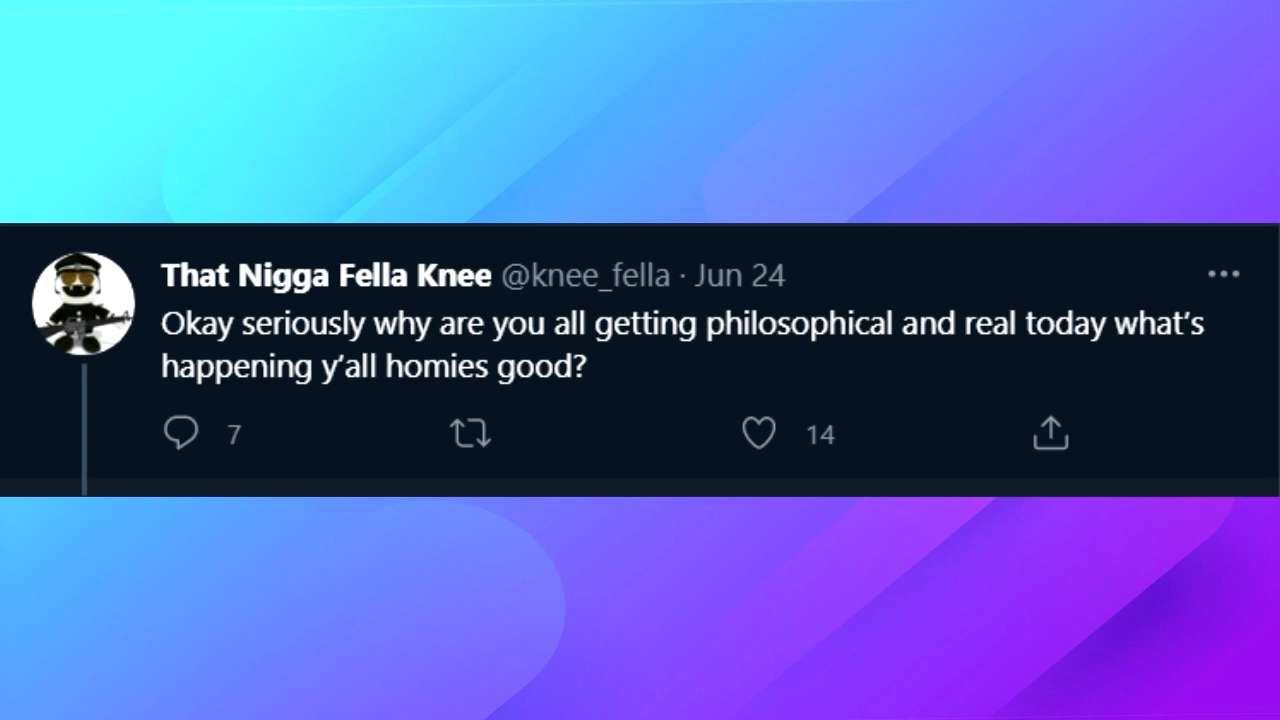 That Nigga Fella Knee @knee_fella · Jun 24
Okay seriously why are you all getting philosophical and real today what’s
happening y’all homies good?
7 14